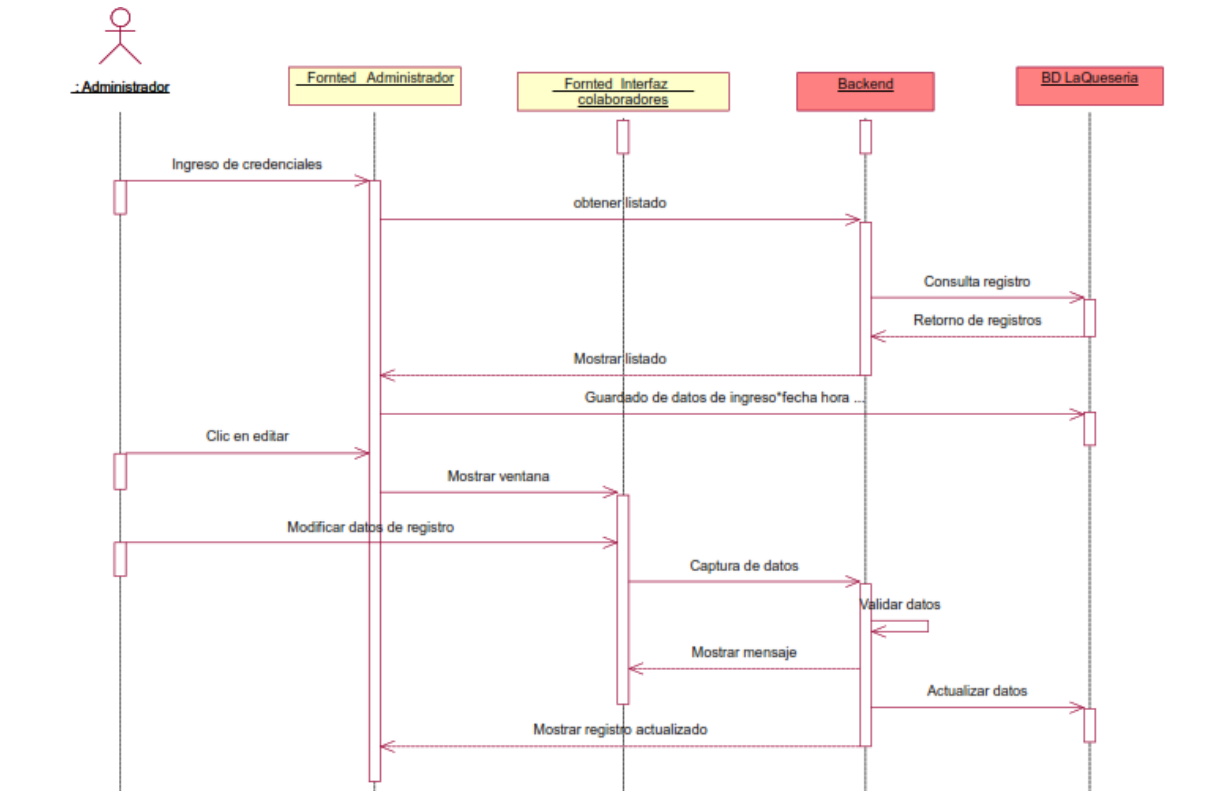 : Administrador
Fornted Administrador
Fornted Interfaz
colaboradores
Backend
BD LaQueseria
Ingreso de credenciales
obtener listado
Consulta registro
Retorno de registros
Mostrar listado
Guardado de datos de ingreso*fecha hora ...
Clic en editar
Mostrar ventana
Modificar datos de registro
Captura de datos
Validar datos
Mostrar mensaje
Actualizar datos
Mostrar registro actualizado